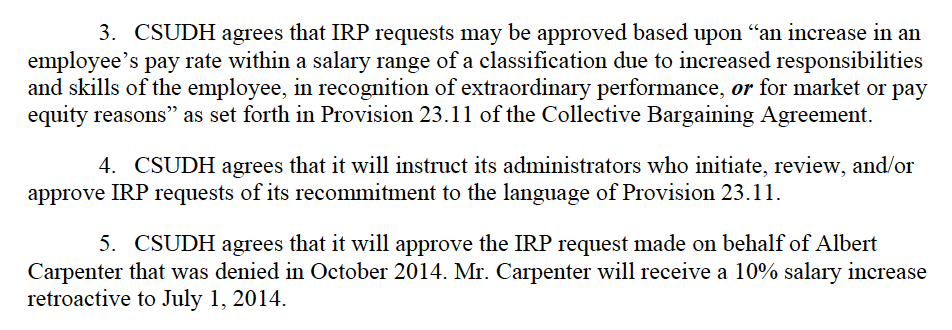 3. CSUDH agrees that IRP requests may be approved based upon “an increase in an
employee’s pay rate within a salary range of a classification due to increased responsibilities
and skills of the employee, in recognition of extraordinary performance, or for market or pay
equity reasons” as set forth in Provision 23.11 of the Collective Bargaining Agreement.
4. CSUDH agrees that it will instruct its administrators who initiate, review, and/or
approve IRP requests of its recommitment to the language of Provision 23.11.
5. CSUDH agrees that it will approve the IRP request made on behalf of Albert
Carpenter that was denied in October 2014. Mr. Carpenter will receive a 10% salary increase
retroactive to July 1, 2014.